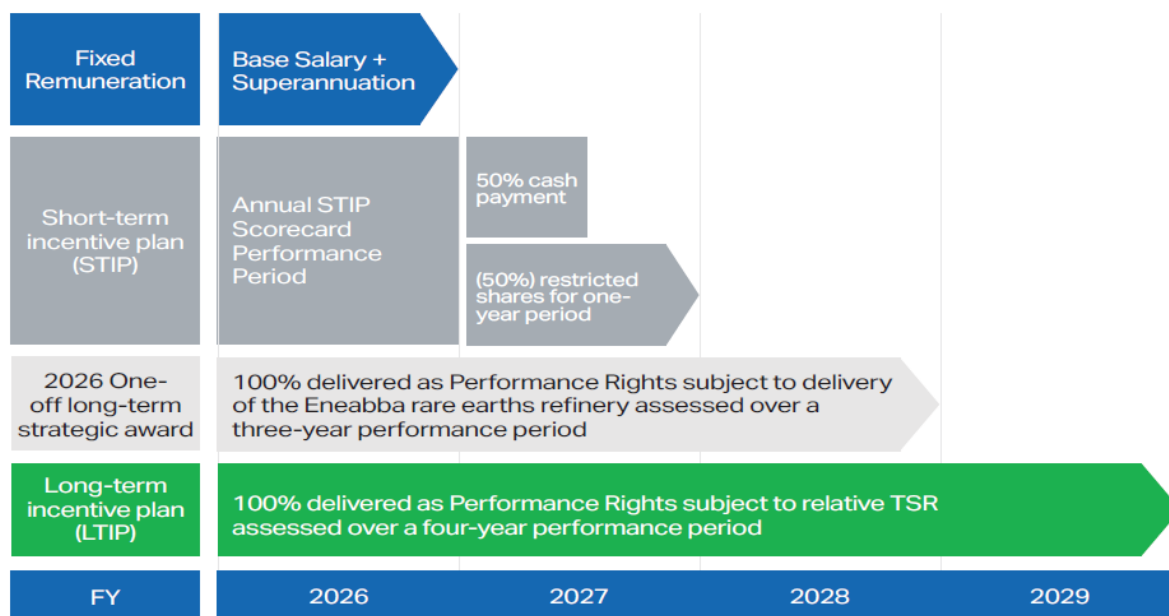 Fixed
Remuneration
Base Salary +
Superannuation
Short-term
incentive plan
(STIP)
Annual STIP
Scorecard
Performance
Period
50% cash
payment
(50%) restricted
shares for one-
year period
2026 One-
off long-term
strategic award
100% delivered as Performance Rights subject to delivery
of the Eneabba rare earths refinery assessed over a
three-year performance period
Long-term
incentive plan
(LTIP)
100% delivered as Performance Rights subject to relative TSR
assessed over a four-year performance period
FY
2026
2027
2028
2029